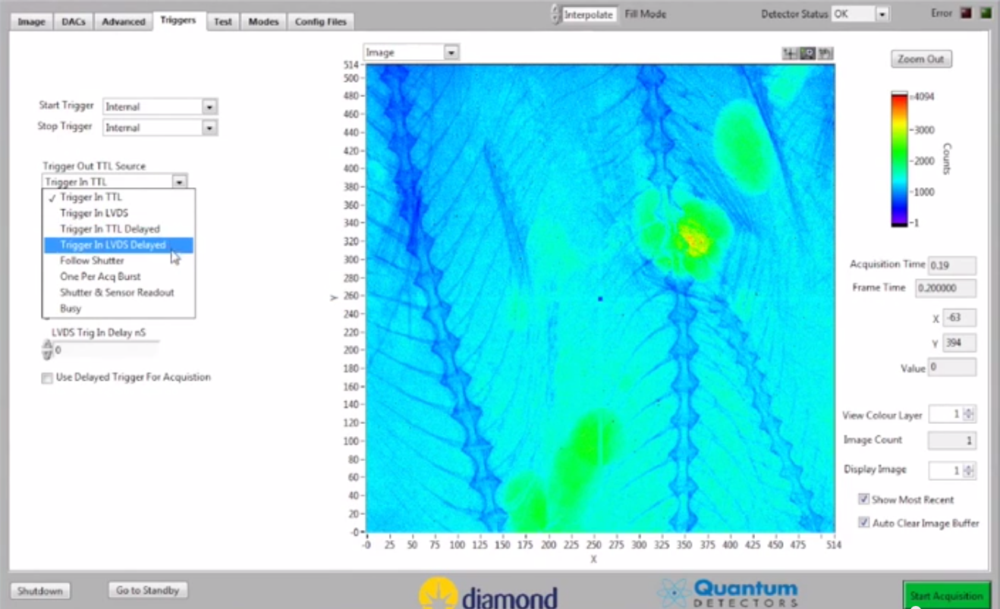 Image DACs Advanced Triggers Test Modes Config Files
Interpolate Fill Mode
Detector Status OK
Error
Start Trigger Internal
Stop Trigger Internal
Trigger Out TTL Source
Trigger In TTL
✓ Trigger In TTL
Trigger In LVDS
Trigger In TTL Delayed
Trigger In LVDS Delayed
Follow Shutter
One Per Acq Burst
Shutter & Sensor Readout
Busy
LVDS Trig In Delay nS
0
Use Delayed Trigger For Acquistion
Image
514
500
480
460
440
420
400
380
360
340
320
300
280
260
240
220
200
180
160
140
120
100
80
60
40
20
-0
Y
-0 25 50 75 100 125 150 175 200 225 250 275 300 325 350 375 400 425 450 475 514
X
Zoom Out
4094
3000
2000
1000
1
Counts
Acquisition Time 0.19
Frame Time 0.200000
X -63
Y 394
Value 0
View Colour Layer 1
Image Count 1
Display Image 1
Show Most Recent
Auto Clear Image Buffer
Shutdown
Go to Standby
diamond
Quantum
DETECTORS
Start Acquisition